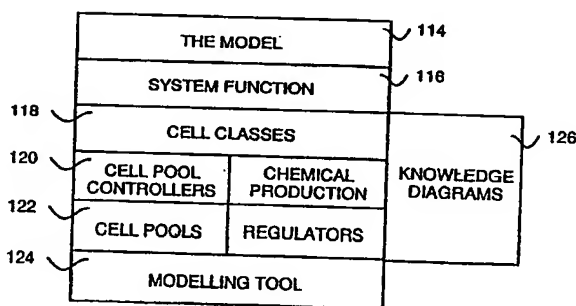 THE MODEL
114
SYSTEM FUNCTION
116
118
CELL CLASSES
126
120
CELL POOL
CONTROLLERS
CHEMICAL
PRODUCTION
KNOWLEDGE
DIAGRAMS
122
CELL POOLS
REGULATORS
124
MODELLING TOOL